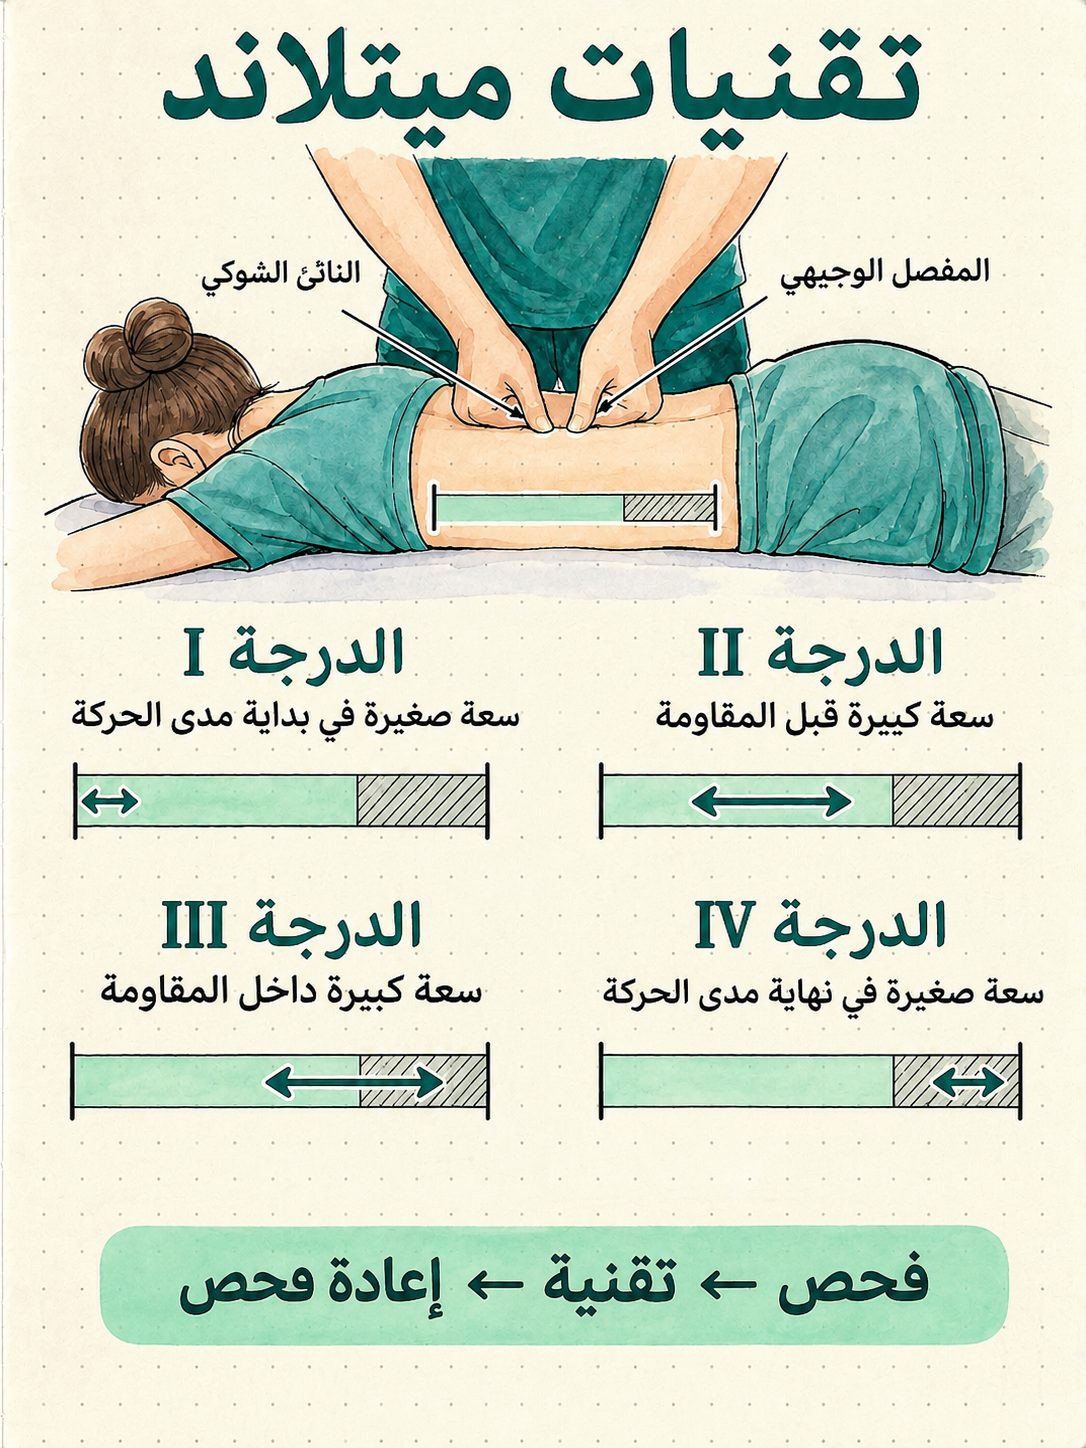 تقنيات ميتلاند
المفصل الوجيهي
الناتئ الشوكي
الدرجة II
سعة كبيرة قبل المقاومة
الدرجة I
سعة صغيرة في بداية مدى الحركة
الدرجة IV
سعة صغيرة في نهاية مدى الحركة
الدرجة III
سعة كبيرة داخل المقاومة
فحص ← تقنية ← إعادة فحص